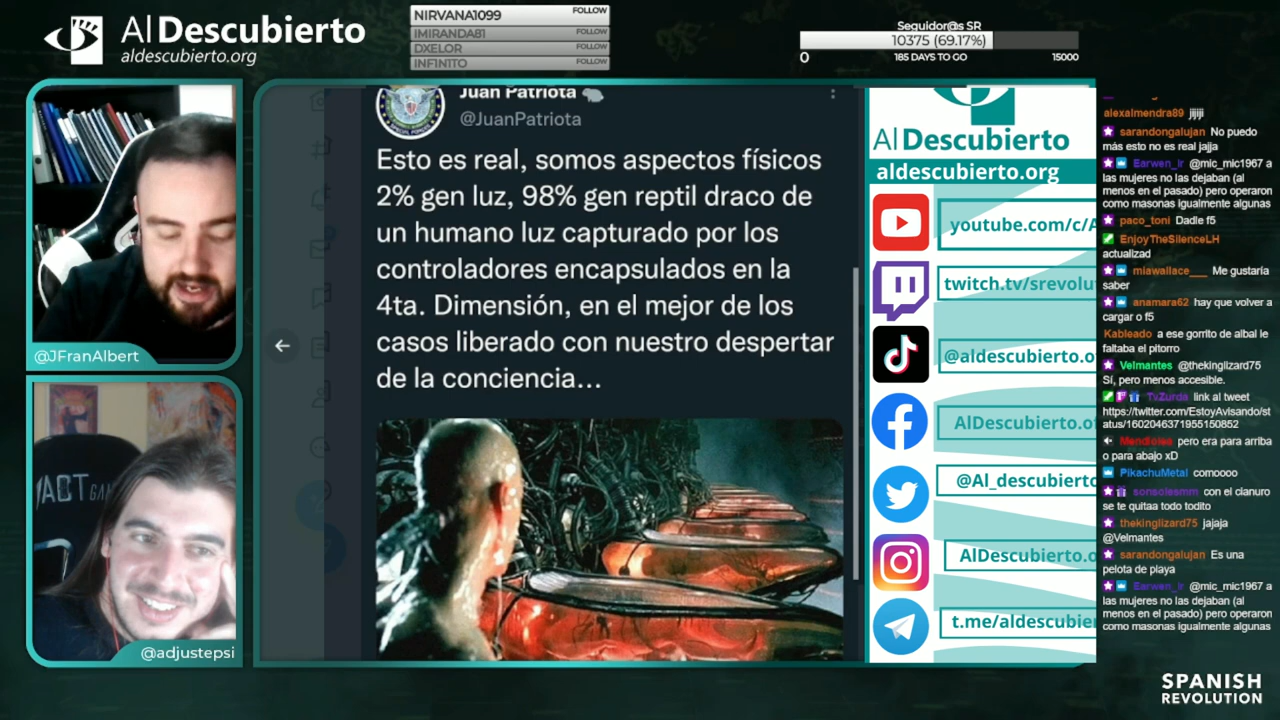 Al Descubierto
aldescubierto.org
NIRVANA1099 FOLLOW
IMIRANDA81 FOLLOW
DXELOR FOLLOW
INF1N1TO FOLLOW
Seguidor@s SR
10375 (69.17%)
0 185 DAYS TO GO 15000
@JFranAlbert
ABT GAM
@adjustepsi
Juan Patriota
@JuanPatriota
Esto es real, somos aspectos físicos
2% gen luz, 98% gen reptil draco de
un humano luz capturado por los
controladores encapsulados en la
4ta. Dimensión, en el mejor de los
casos liberado con nuestro despertar
de la conciencia...
Al Descubierto
aldescubierto.org
youtube.com/c/A
twitch.tv/srevolu
@aldescubierto.o
AlDescubierto.of
@Al_descubierto
AlDescubierto.o
t.me/aldescubier
alexalmendra89 jijiji
sarandongalujan No puedo
más esto no es real jajja
Earwen_Ir @mic_mic1967 a
las mujeres no las dejaban (al
menos en el pasado) pero operaron
como masonas igualmente algunas
paco_toni Dadle f5
EnjoyTheSilenceLH
actualizad
miawallace___ Me gustaría
saber
anamara62 hay que volver a
cargar o f5
Kableado a ese gorrito de albal le
faltaba el pitorro
Velmantes @thekinglizard75
Sí, pero menos accesible.
TvZurda link al tweet
https://twitter.com/EstoyAvisando/st
atus/1602046371955150852
Mendioles pero era para arriba
o para abajo xD
PikachuMetal comoooo
sonsolesmm con el cianuro
se te quitaa todo todito
thekinglizard75 jajaja
@Velmantes
sarandongalujan Es una
pelota de playa
Earwen_Ir @mic_mic1967 a
las mujeres no las dejaban (al
menos en el pasado) pero operaron
como masonas igualmente algunas
SPANISH
REVOLUTION